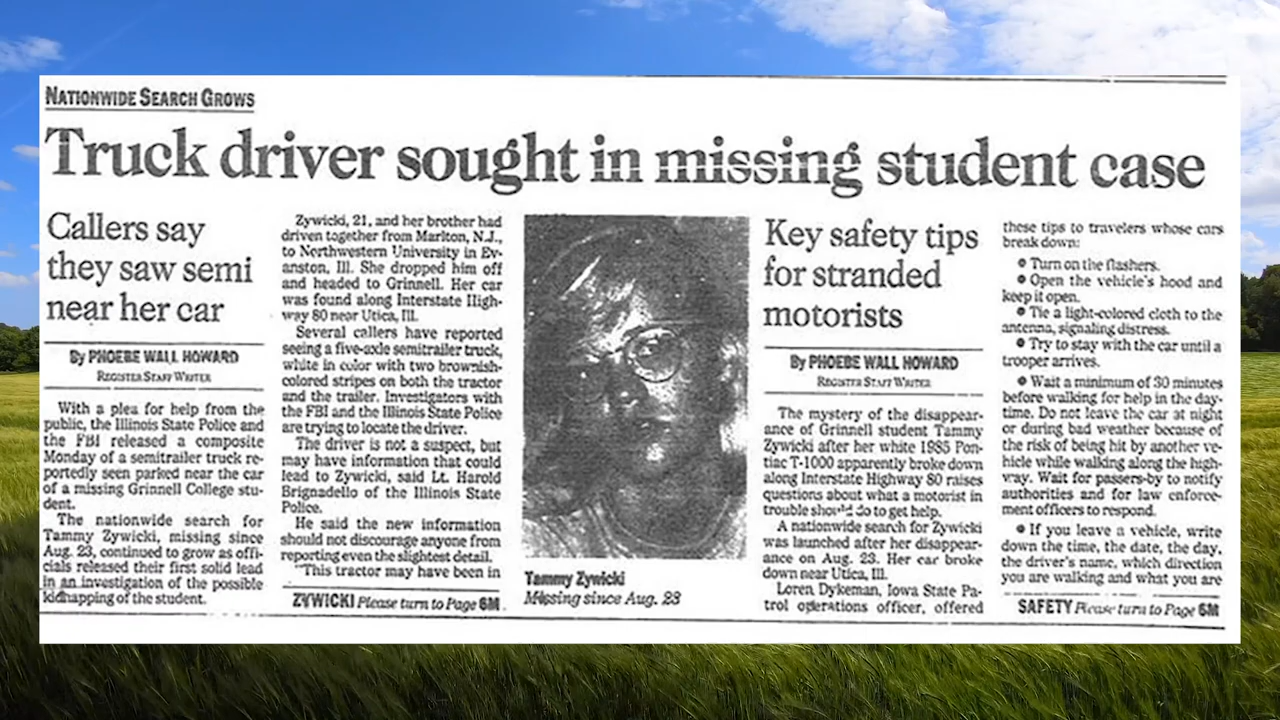 NATIONWIDE SEARCH GROWS
Truck driver sought in missing student case
Callers say
they saw semi
near her car
By PHOEBE WALL HOWARD
REGISTER STAFF WRITER
With a plea for help from the
public, the Illinois State Police and
the FBI released a composite
Monday of a semitrailer truck re-
portedly seen parked near the car
of a missing Grinnell College stu-
dent.
The nationwide search for
Tammy Zywicki, missing since
Aug. 23, continued to grow as offi-
cials released their first solid lead
in an investigation of the possible
kidnapping of the student.
Zywicki, 21, and her brother had
driven together from Marlton, N.J.,
to Northwestern University in Ev-
anston, Ill. She dropped him off
and headed to Grinnell. Her car
was found along Interstate High-
way 80 near Utica, Ill.
Several callers have reported
seeing a five-axle semitrailer truck,
white in color with two brownish-
colored stripes on both the tractor
and the trailer. Investigators with
the FBI and the Illinois State Police
are trying to locate the driver.
The driver is not a suspect, but
may have information that could
lead to Zywicki, said Lt. Harold
Brignadello of the Illinois State
Police.
He said the new information
should not discourage anyone from
reporting even the slightest detail.
"This tractor may have been in
ZYWICKI Please turn to Page 6M
Tammy Zywicki
Missing since Aug. 23
Key safety tips
for stranded
motorists
By PHOEBE WALL HOWARD
REGISTER STAFF WRITER
The mystery of the disappear-
ance of Grinnell student Tammy
Zywicki after her white 1985 Pon-
tiac T-1000 apparently broke down
along Interstate Highway 80 raises
questions about what a motorist in
trouble should do to get help.
A nationwide search for Zywicki
was launched after her disappear-
ance on Aug. 23. Her car broke
down near Utica, Ill.
Loren Dykeman, Iowa State Pa-
trol operations officer, offered
these tips to travelers whose cars
break down:
● Turn on the flashers.
● Open the vehicle's hood and
keep it open.
● Tie a light-colored cloth to the
antenna, signaling distress.
● Try to stay with the car until a
trooper arrives.
● Wait a minimum of 30 minutes
before walking for help in the day-
time. Do not leave the car at night
or during bad weather because of
the risk of being hit by another ve-
hicle while walking along the high-
way. Wait for passers-by to notify
authorities and for law enforce-
ment officers to respond.
● If you leave a vehicle, write
down the time, the date, the day,
the driver's name, which direction
you are walking and what you are
SAFETY Please turn to Page 6M